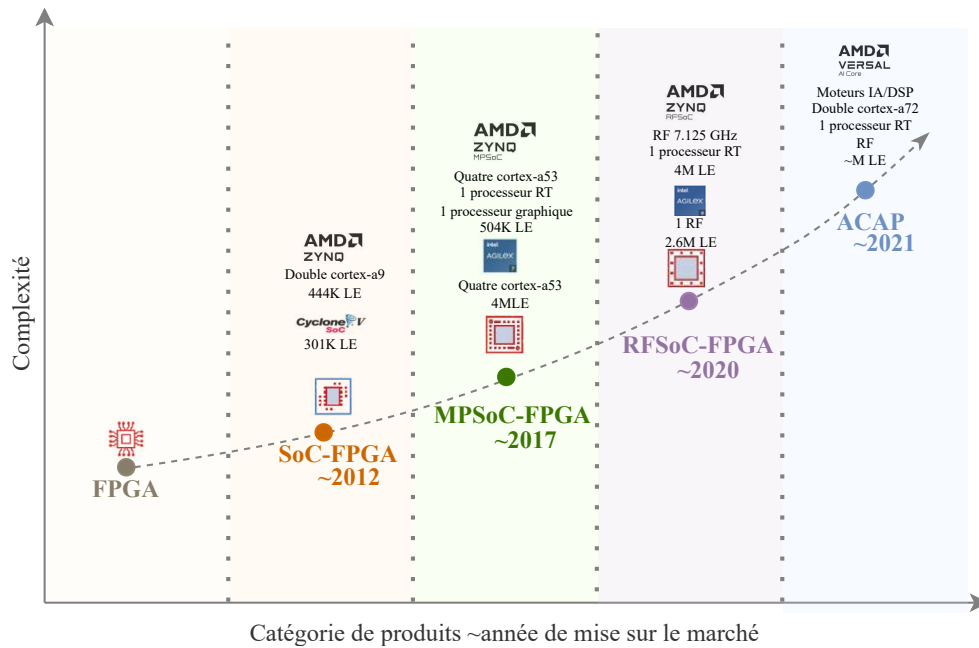 Complexité
FPGA
AMD
ZYNQ
Double cortex-a9
444K LE
Cyclone V
SoC
301K LE
SoC-FPGA
~2012
AMD
ZYNQ
MPSoC
Quatre cortex-a53
1 processeur RT
1 processeur graphique
504K LE
intel
AGILEX
7
Quatre cortex-a53
4MLE
MPSoC-FPGA
~2017
AMD
ZYNQ
RFSoC
RF 7.125 GHz
1 processeur RT
4M LE
intel
AGILEX
1 RF
2.6M LE
RFSoC-FPGA
~2020
AMD
VERSAL
AI Core
Moteurs IA/DSP
Double cortex-a72
1 processeur RT
RF
~M LE
ACAP
~2021
Catégorie de produits ~année de mise sur le marché